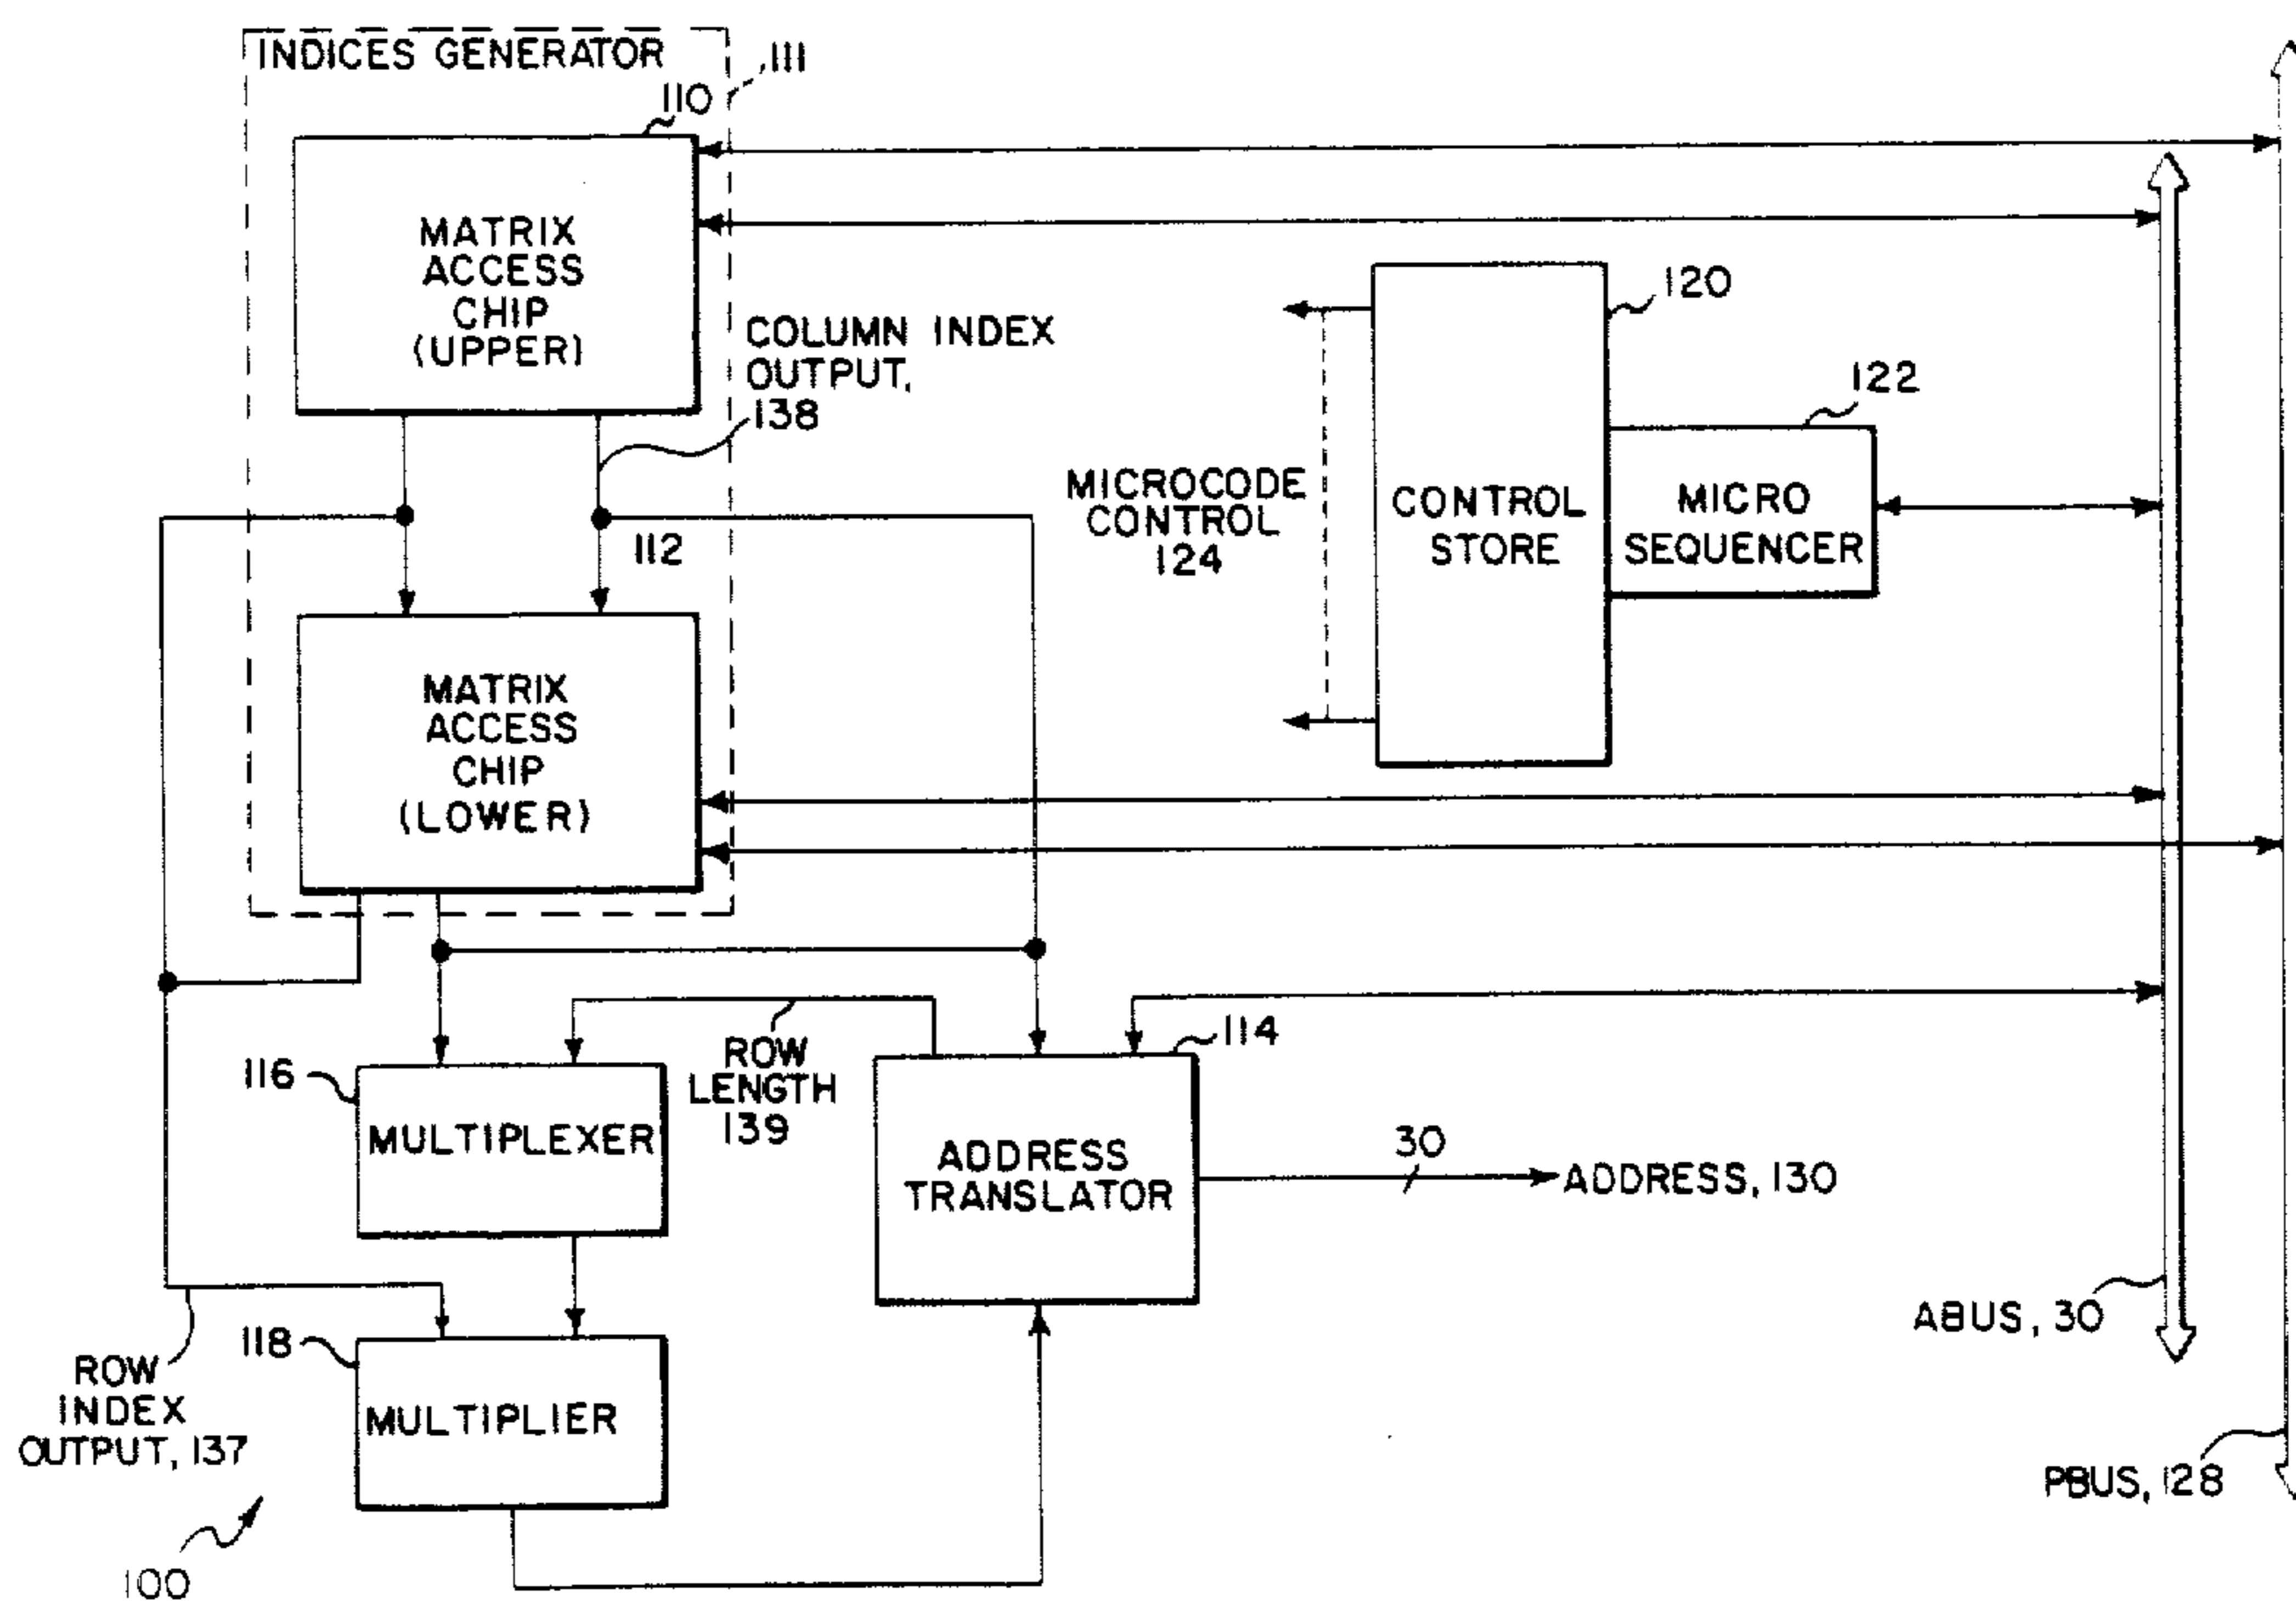 INDICES GENERATOR
111
110
MATRIX
ACCESS
CHIP
(UPPER)
COLUMN INDEX
OUTPUT,
138
112
MATRIX
ACCESS
CHIP
(LOWER)
MICROCODE
CONTROL
124
CONTROL
STORE
120
122
MICRO
SEQUENCER
116
MULTIPLEXER
ROW
LENGTH
139
114
ADDRESS
TRANSLATOR
30
ADDRESS, 130
118
MULTIPLIER
ROW
INDEX
OUTPUT, 137
100
ABUS, 30
PBUS, 128